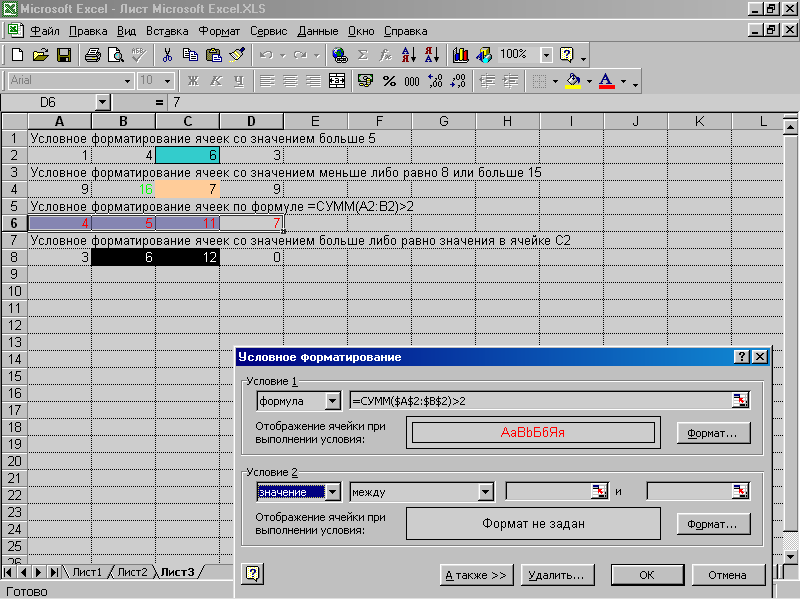 Microsoft Excel - Лист Microsoft Excel.XLS
Файл Правка Вид Вставка Формат Сервис Данные Окно Справка
100%
Arial 10 Ж К Ч
D6 = 7
A B C D E F G H I J K L
1 Условное форматирование ячеек со значением больше 5
2 1 4 6 3
3 Условное форматирование ячеек со значением меньше либо равно 8 или больше 15
4 9 16 7 9
5 Условное форматирование ячеек по формуле =СУММ(A2:B2)>2
6 4 5 11 7
7 Условное форматирование ячеек со значением больше либо равно значения в ячейке C2
8 3 6 12 0
9
10
11
12
13
14
15
16
17
18
19
20
21
22
23
24
25
26
Условное форматирование
Условие 1
формула =СУММ($A$2:$B$2)>2
Отображение ячейки при
выполнении условия:
АаВbБбЯя
Формат...
Условие 2
значение между и
Отображение ячейки при
выполнении условия:
Формат не задан
Формат...
А также >> Удалить... ОК Отмена
Лист1 Лист2 Лист3
Готово